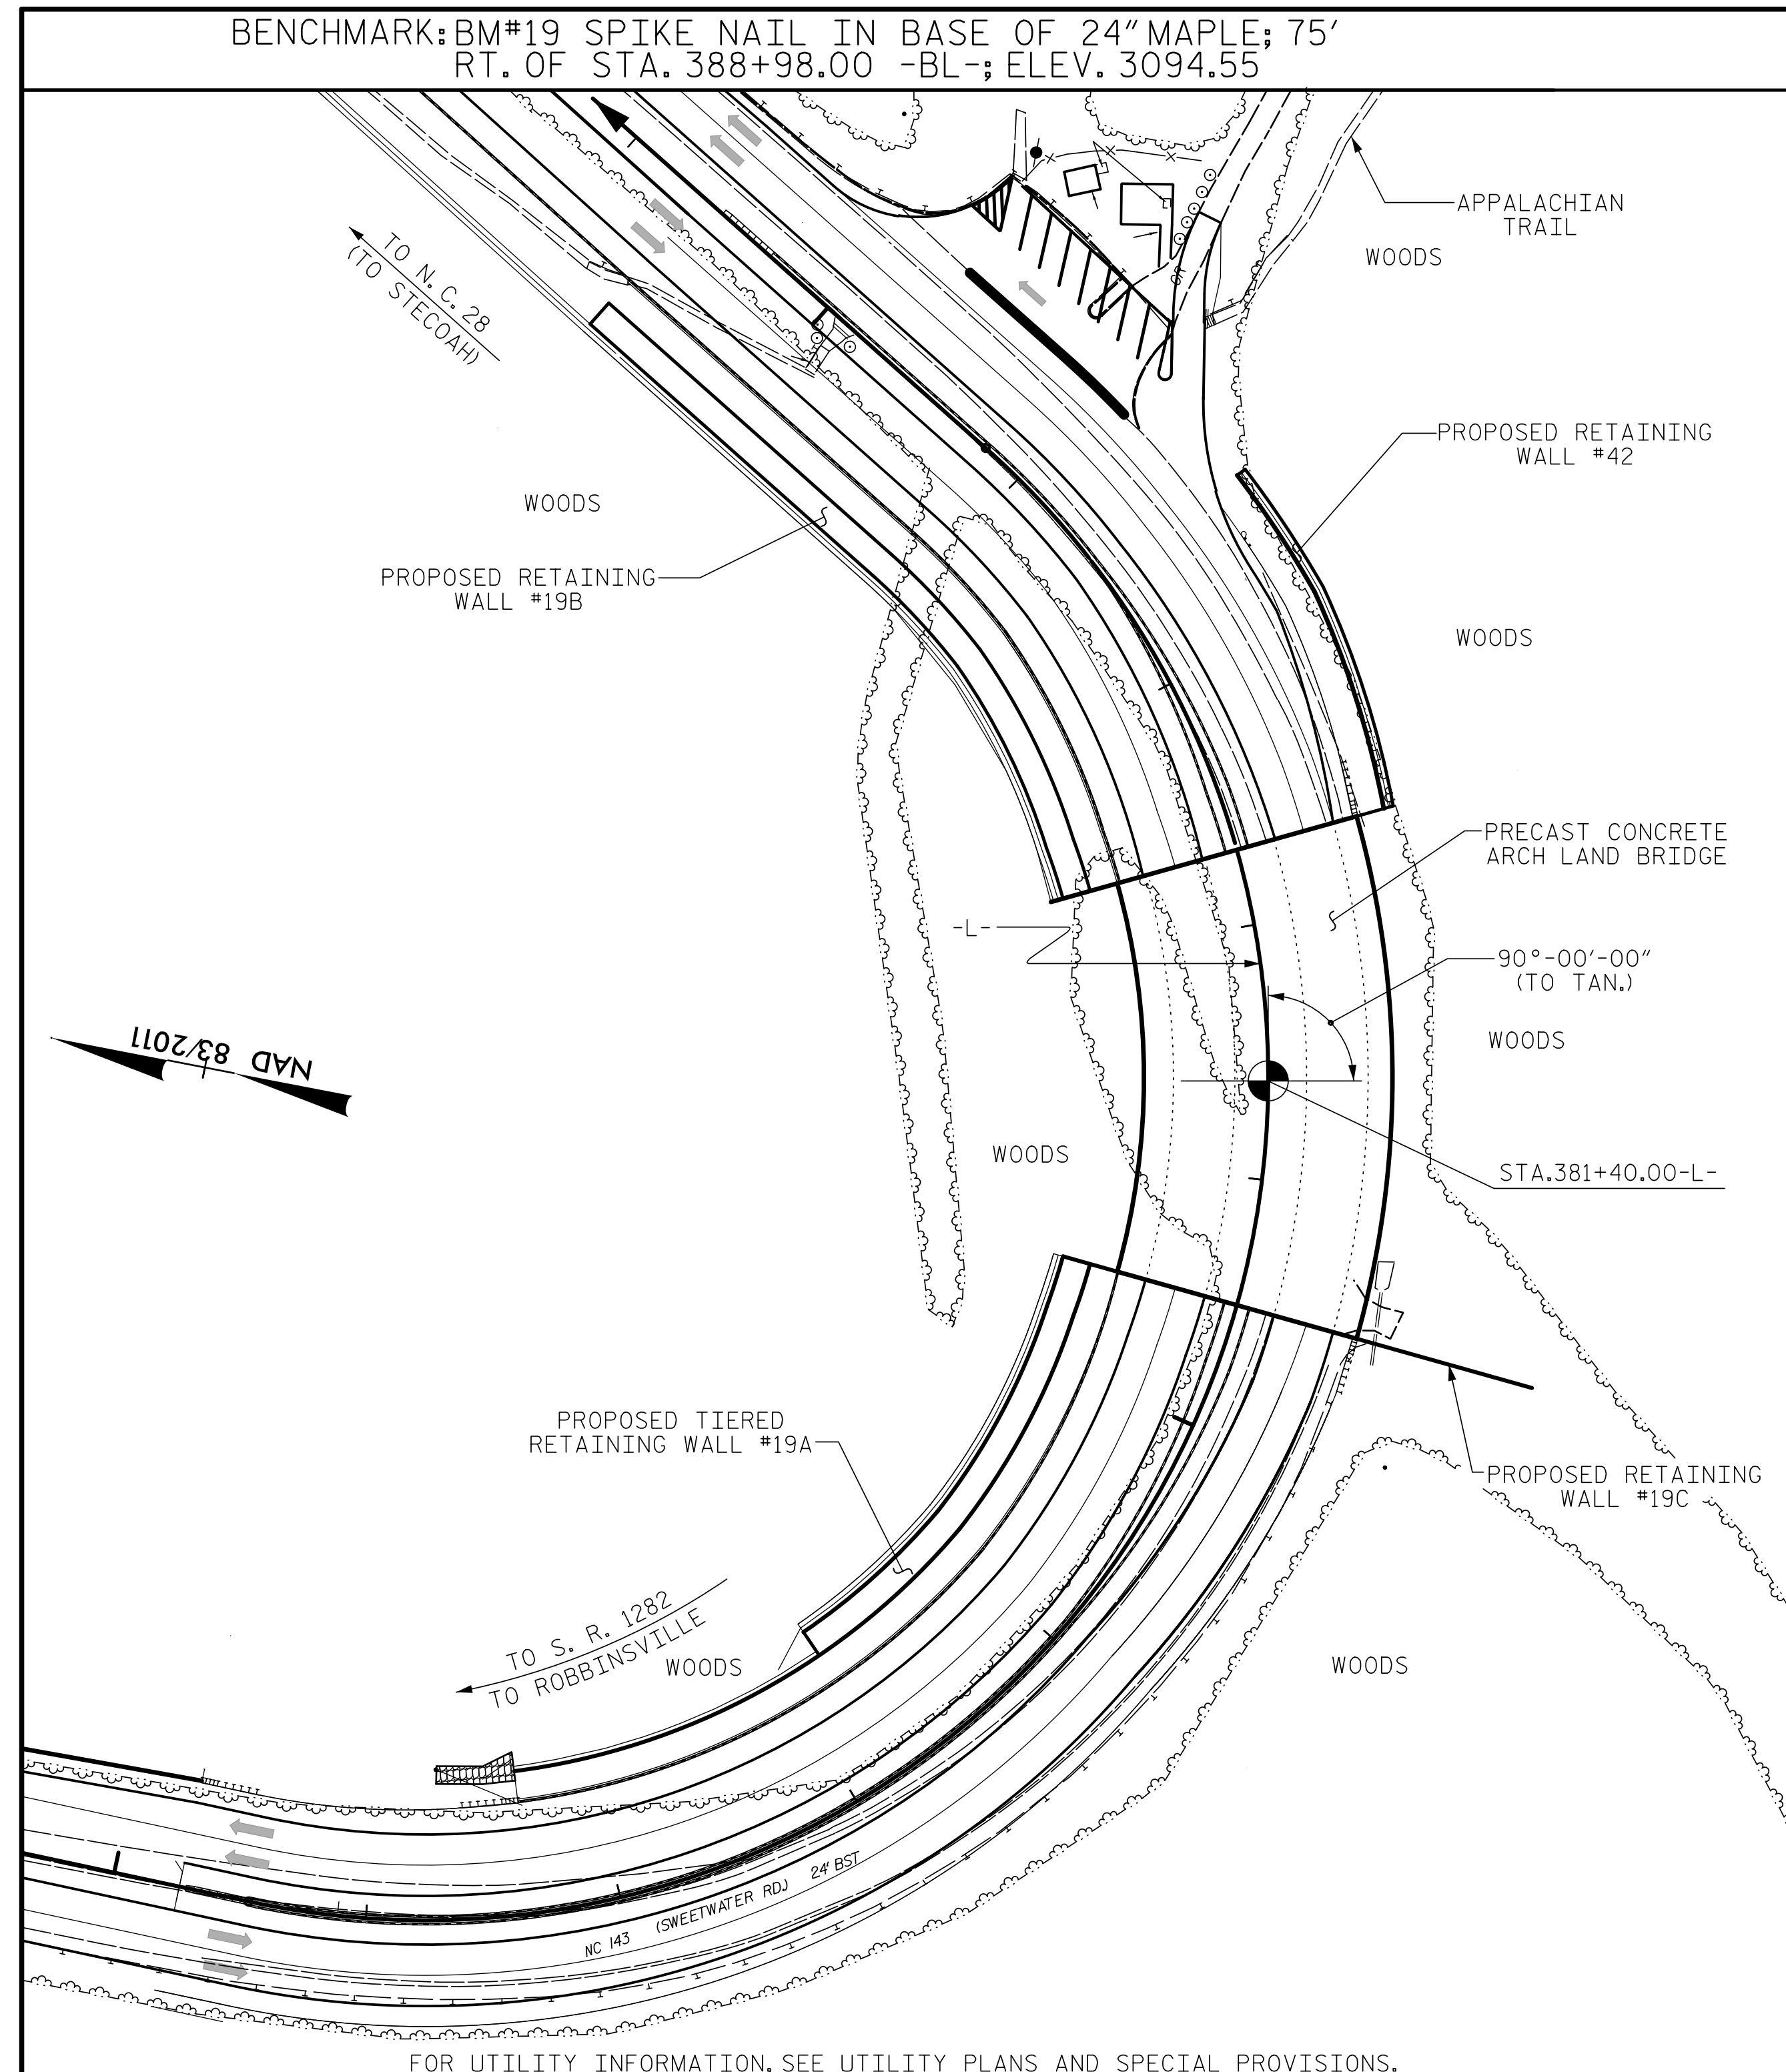 BENCHMARK: BM#19 SPIKE NAIL IN BASE OF 24" MAPLE; 75'
RT. OF STA. 388+98.00 -BL-; ELEV. 3094.55
APPALACHIAN
TRAIL
WOODS
TO N. C. 28
(TO STECOAH)
PROPOSED RETAINING
WALL #42
WOODS
PROPOSED RETAINING
WALL #19B
WOODS
PRECAST CONCRETE
ARCH LAND BRIDGE
-L-
90°-00'-00"
(TO TAN.)
WOODS
NAD 83/2011
WOODS
STA.381+40.00-L-
PROPOSED TIERED
RETAINING WALL #19A
PROPOSED RETAINING
WALL #19C
TO S. R. 1282
TO ROBBINSVILLE
WOODS
WOODS
NC 143 (SWEETWATER RD.) 24' BST
FOR UTILITY INFORMATION, SEE UTILITY PLANS AND SPECIAL PROVISIONS.